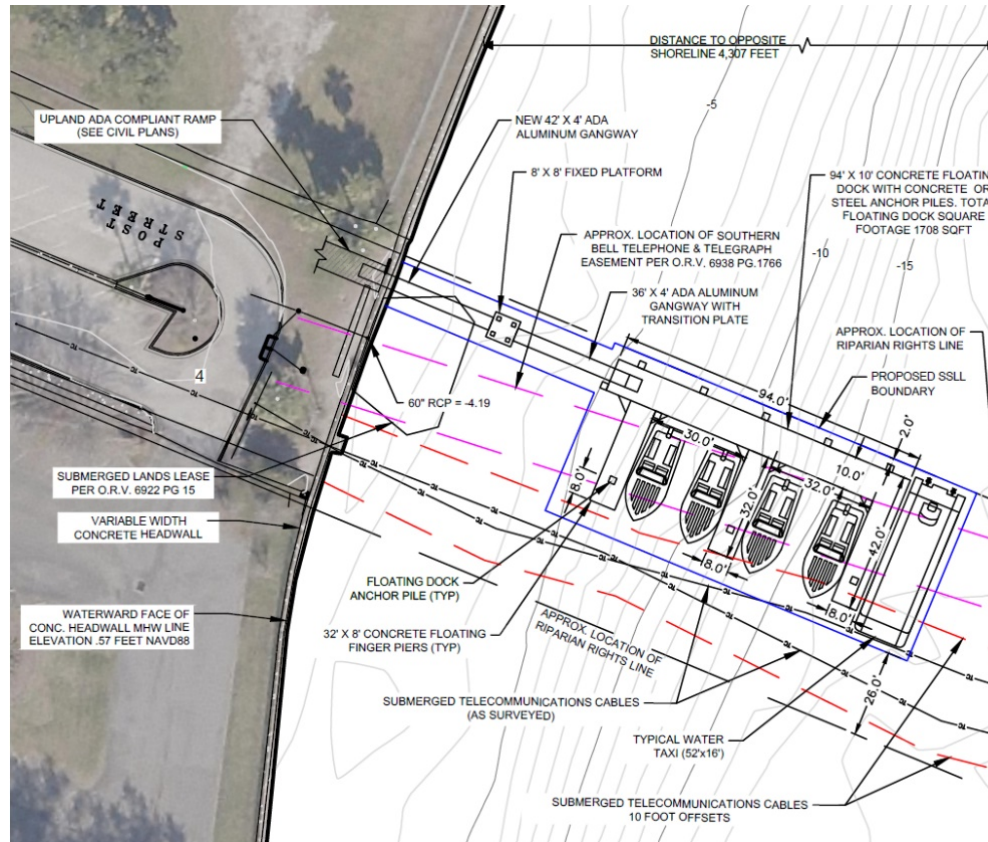 DISTANCE TO OPPOSITE
SHORELINE 4,307 FEET
-5
UPLAND ADA COMPLIANT RAMP
(SEE CIVIL PLANS)
NEW 42' X 4' ADA
ALUMINUM GANGWAY
8' X 8' FIXED PLATFORM
94' X 10' CONCRETE FLOATIN
DOCK WITH CONCRETE OR
STEEL ANCHOR PILES. TOTA
FLOATING DOCK SQUARE
FOOTAGE 1708 SQFT
POST
STREET
APPROX. LOCATION OF SOUTHERN
BELL TELEPHONE & TELEGRAPH
EASEMENT PER O.R.V. 6938 PG.1766
-10
-15
36' X 4' ADA ALUMINUM
GANGWAY WITH
TRANSITION PLATE
APPROX. LOCATION OF
RIPARIAN RIGHTS LINE
PROPOSED SSLL
BOUNDARY
4
60" RCP = -4.19
94.0'
2.0'
30.0'
10.0'
32.0'
32.0'
42.0'
8.0'
8.0'
8.0'
SUBMERGED LANDS LEASE
PER O.R.V. 6922 PG 15
VARIABLE WIDTH
CONCRETE HEADWALL
FLOATING DOCK
ANCHOR PILE (TYP)
WATERWARD FACE OF
CONC. HEADWALL MHW LINE
ELEVATION .57 FEET NAVD88
32' X 8' CONCRETE FLOATING
FINGER PIERS (TYP)
APPROX. LOCATION OF
RIPARIAN RIGHTS LINE
26.0'
SUBMERGED TELECOMMUNICATIONS CABLES
(AS SURVEYED)
TYPICAL WATER
TAXI (52'x16')
SUBMERGED TELECOMMUNICATIONS CABLES
10 FOOT OFFSETS